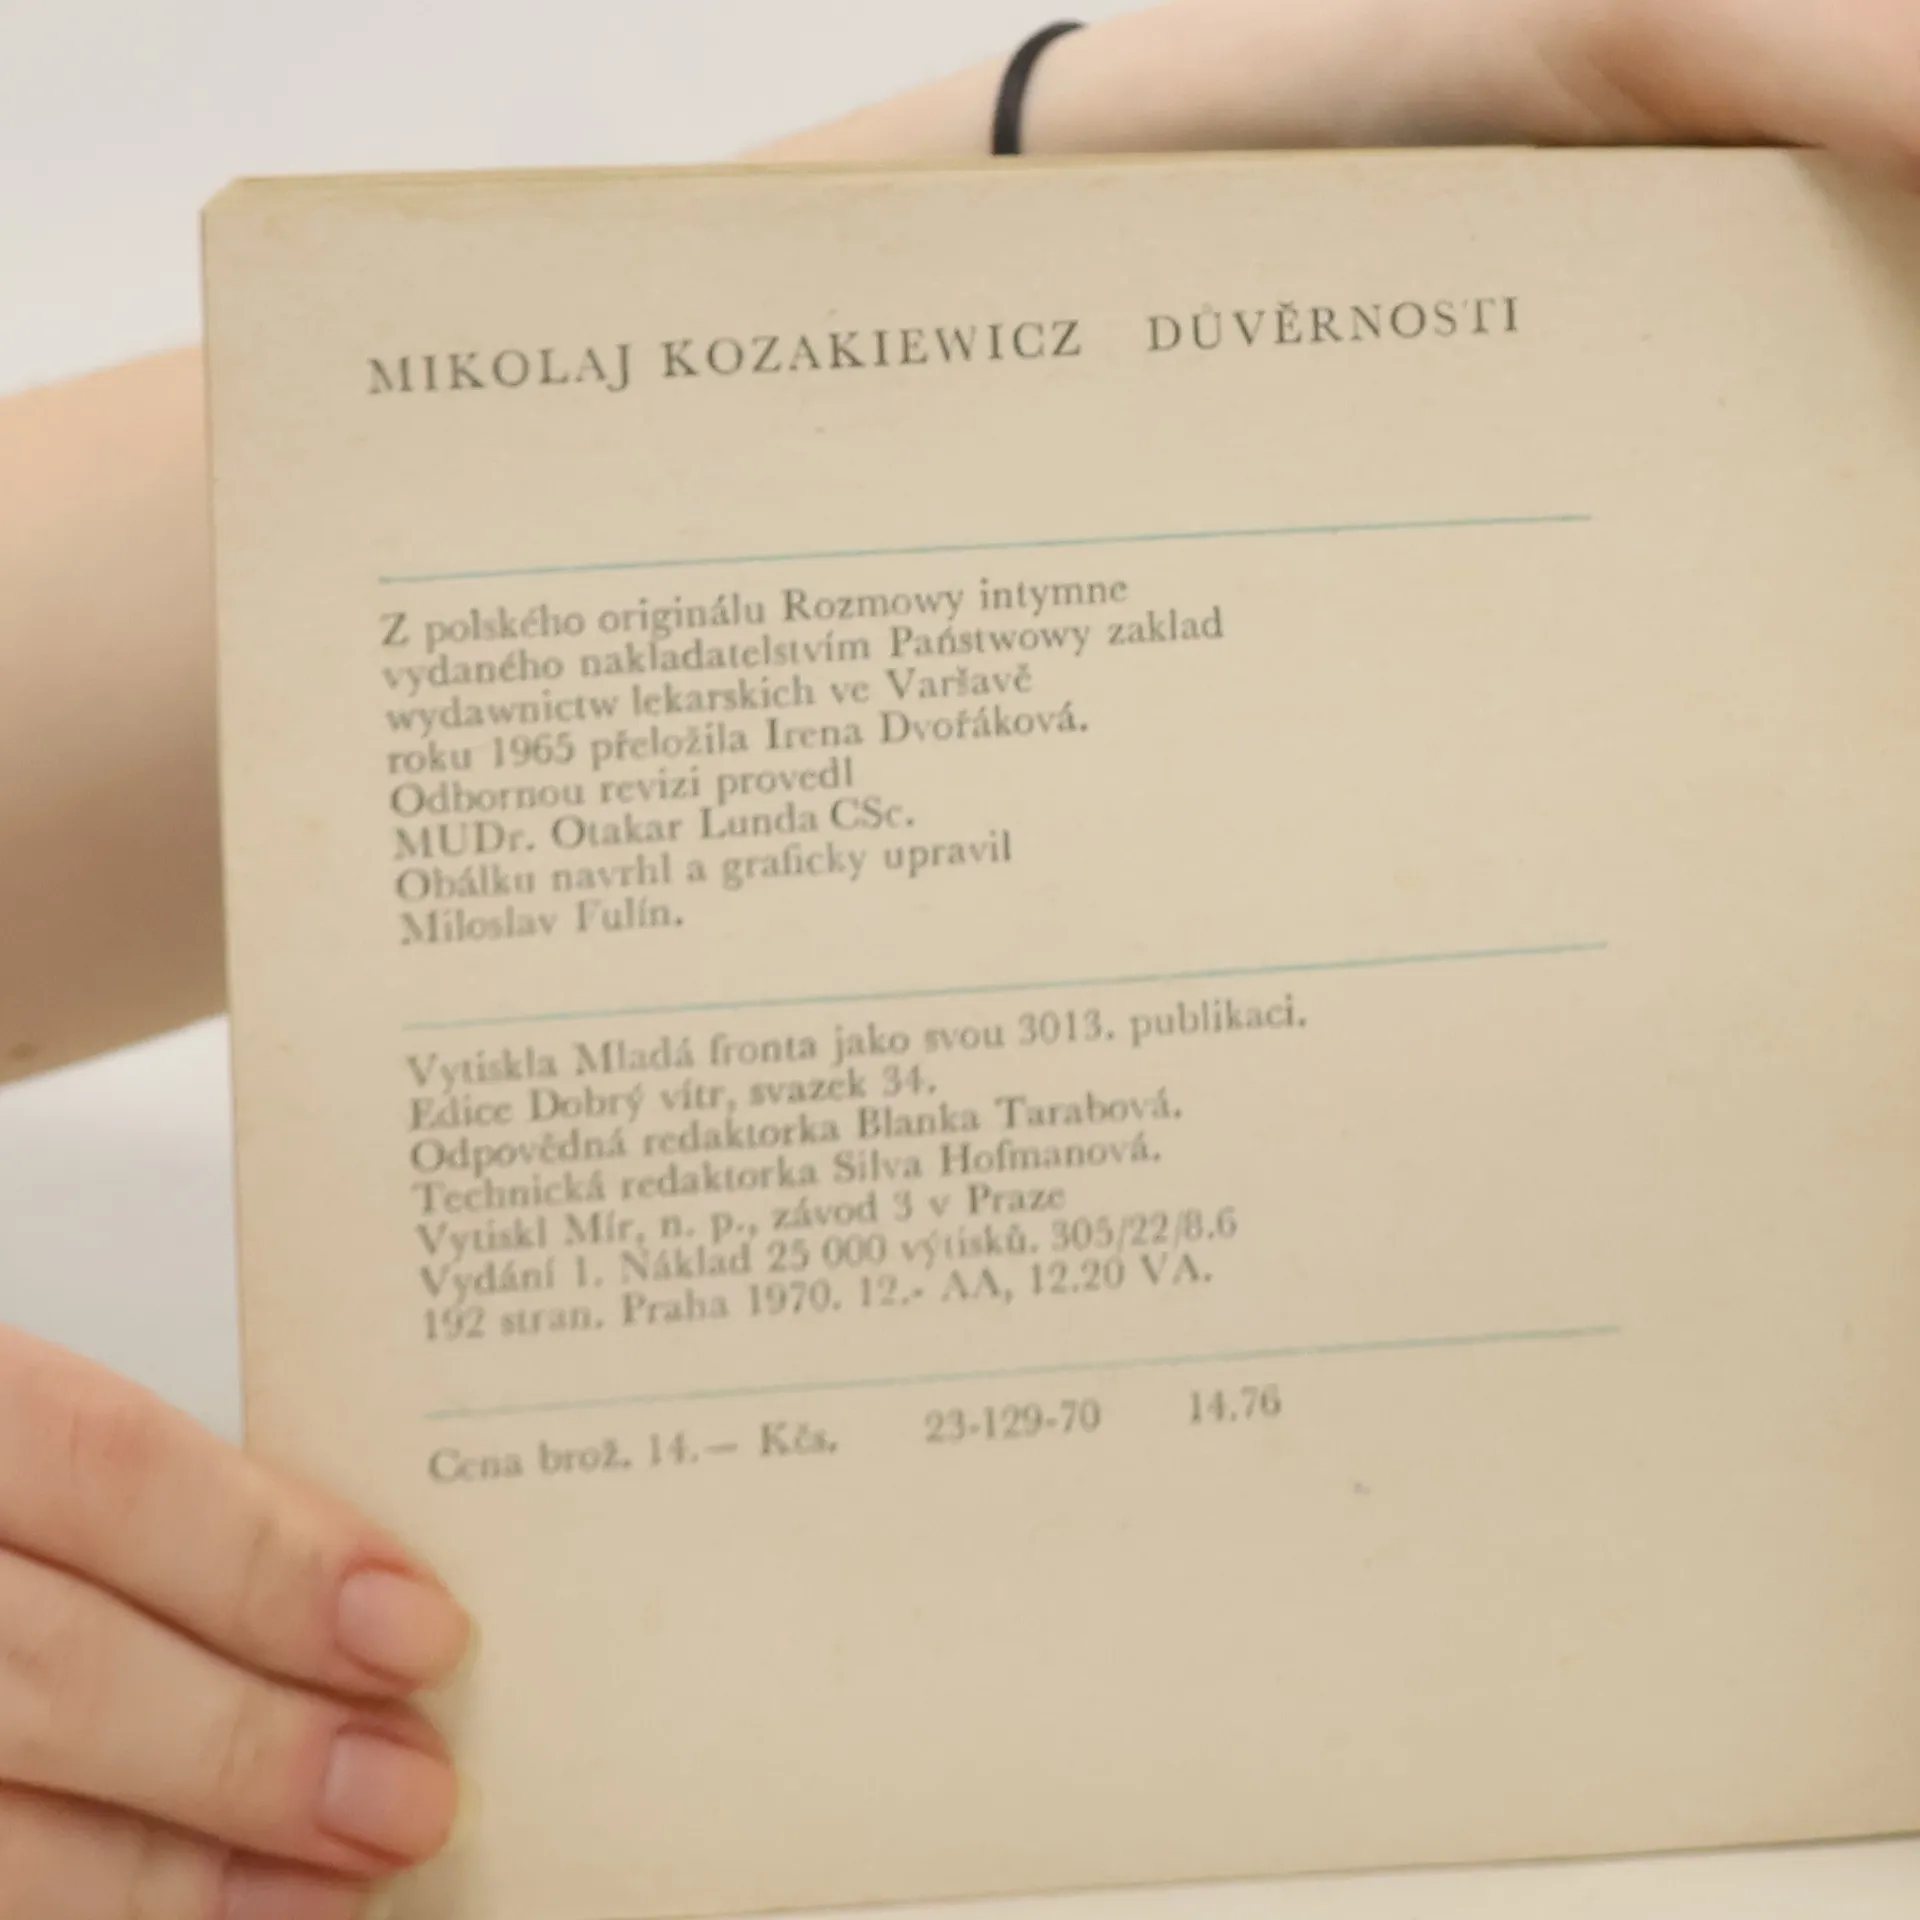 MIKOLAJ KOZAKIEWICZ DŮVĚRNOSTI
Z polského originálu Rozmowy intymne
vydaného nakladatelstvím Państwowy zaklad
wydawnictw lekarskich ve Varšavě
roku 1965 přeložila Irena Dvořáková.
Odbornou revizi provedl
MUDr. Otakar Lunda CSc.
Obálku navrhl a graficky upravil
Miloslav Fulín.
Vytiskla Mladá fronta jako svou 3013. publikaci.
Edice Dobrý vítr, svazek 34.
Odpovědná redaktorka Blanka Tarabová.
Technická redaktorka Silva Hofmanová.
Vytiskl Mír, n. p., závod 3 v Praze
Vydání 1. Náklad 25 000 výtisků. 305/22/8.6
192 stran. Praha 1970. 12.- AA, 12.20 VA.
Cena brož. 14.— Kčs. 23-129-70 14.76